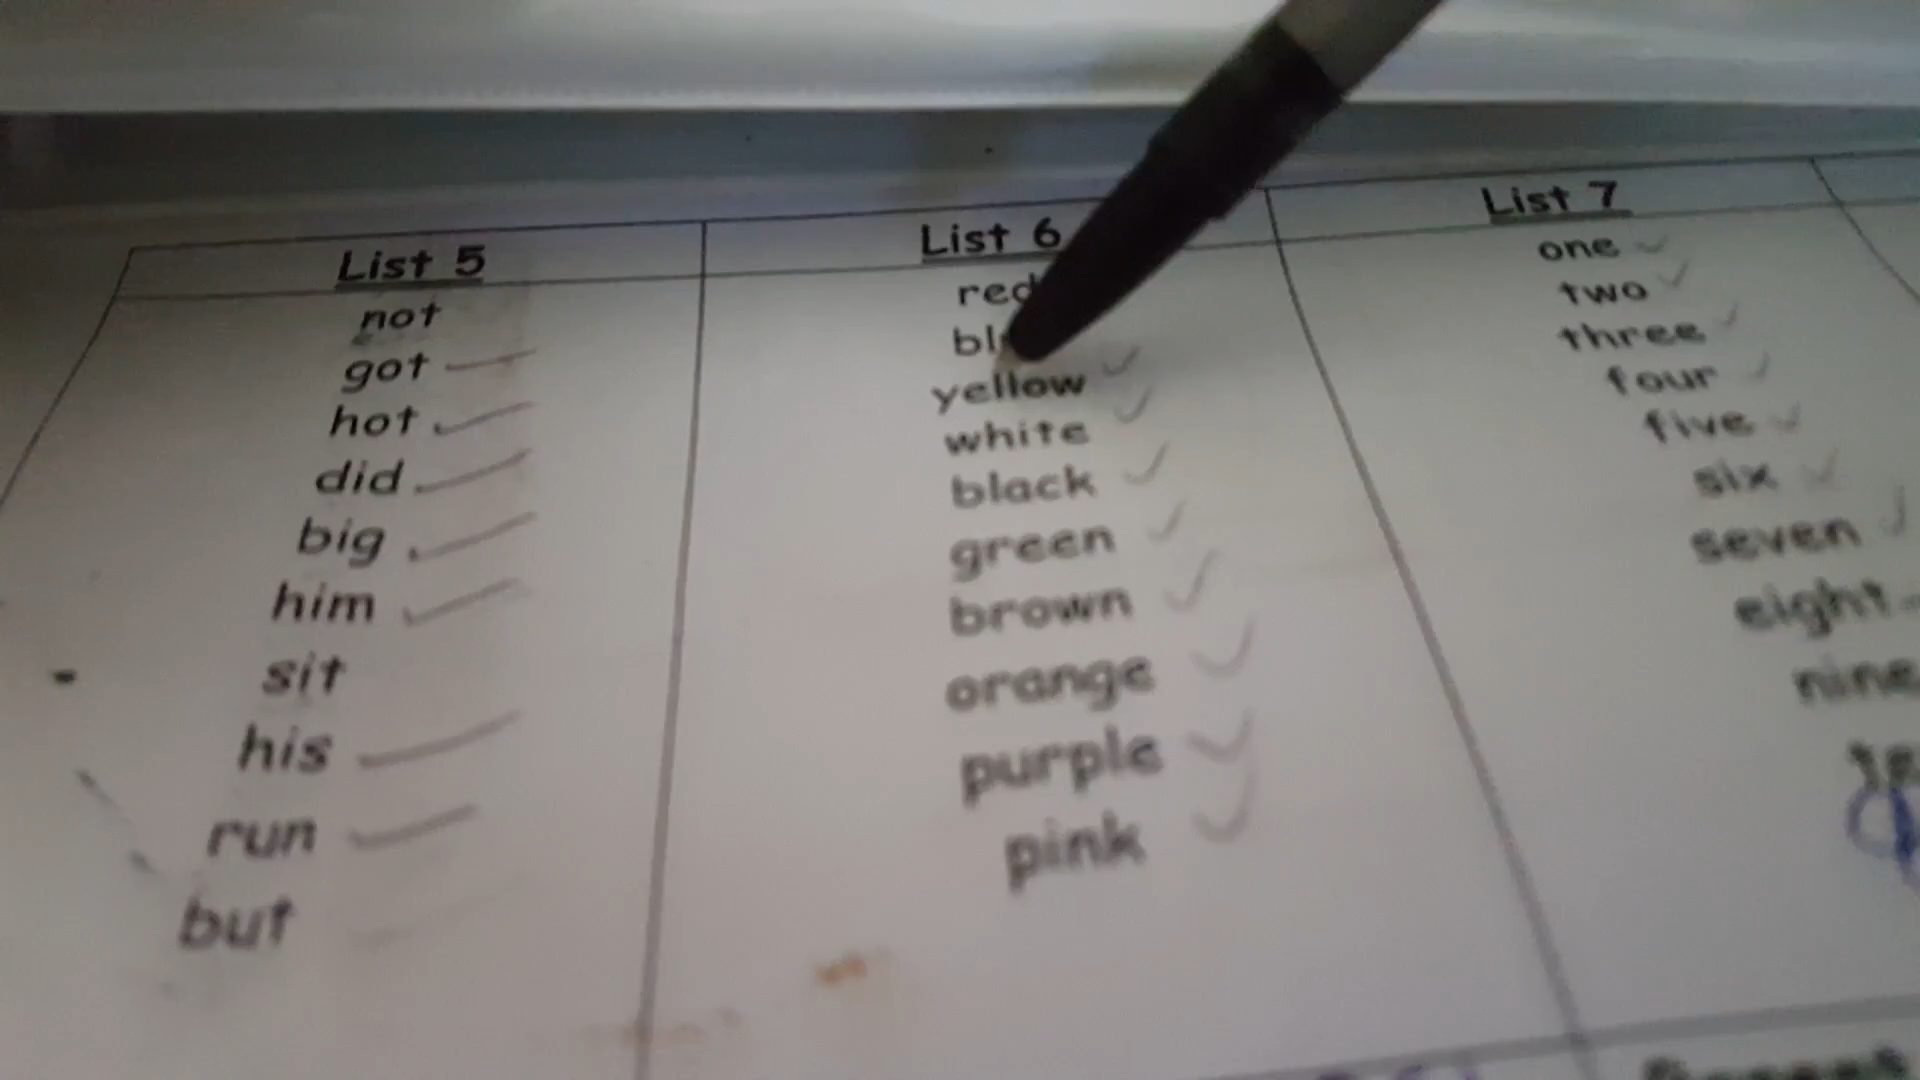 List 5
not
got
hot
did
big
him
sit
his
run
but
List 6
red
yellow
white
black
green
brown
orange
purple
pink
List 7
one
two
three
four
five
six
seven
eight
nine